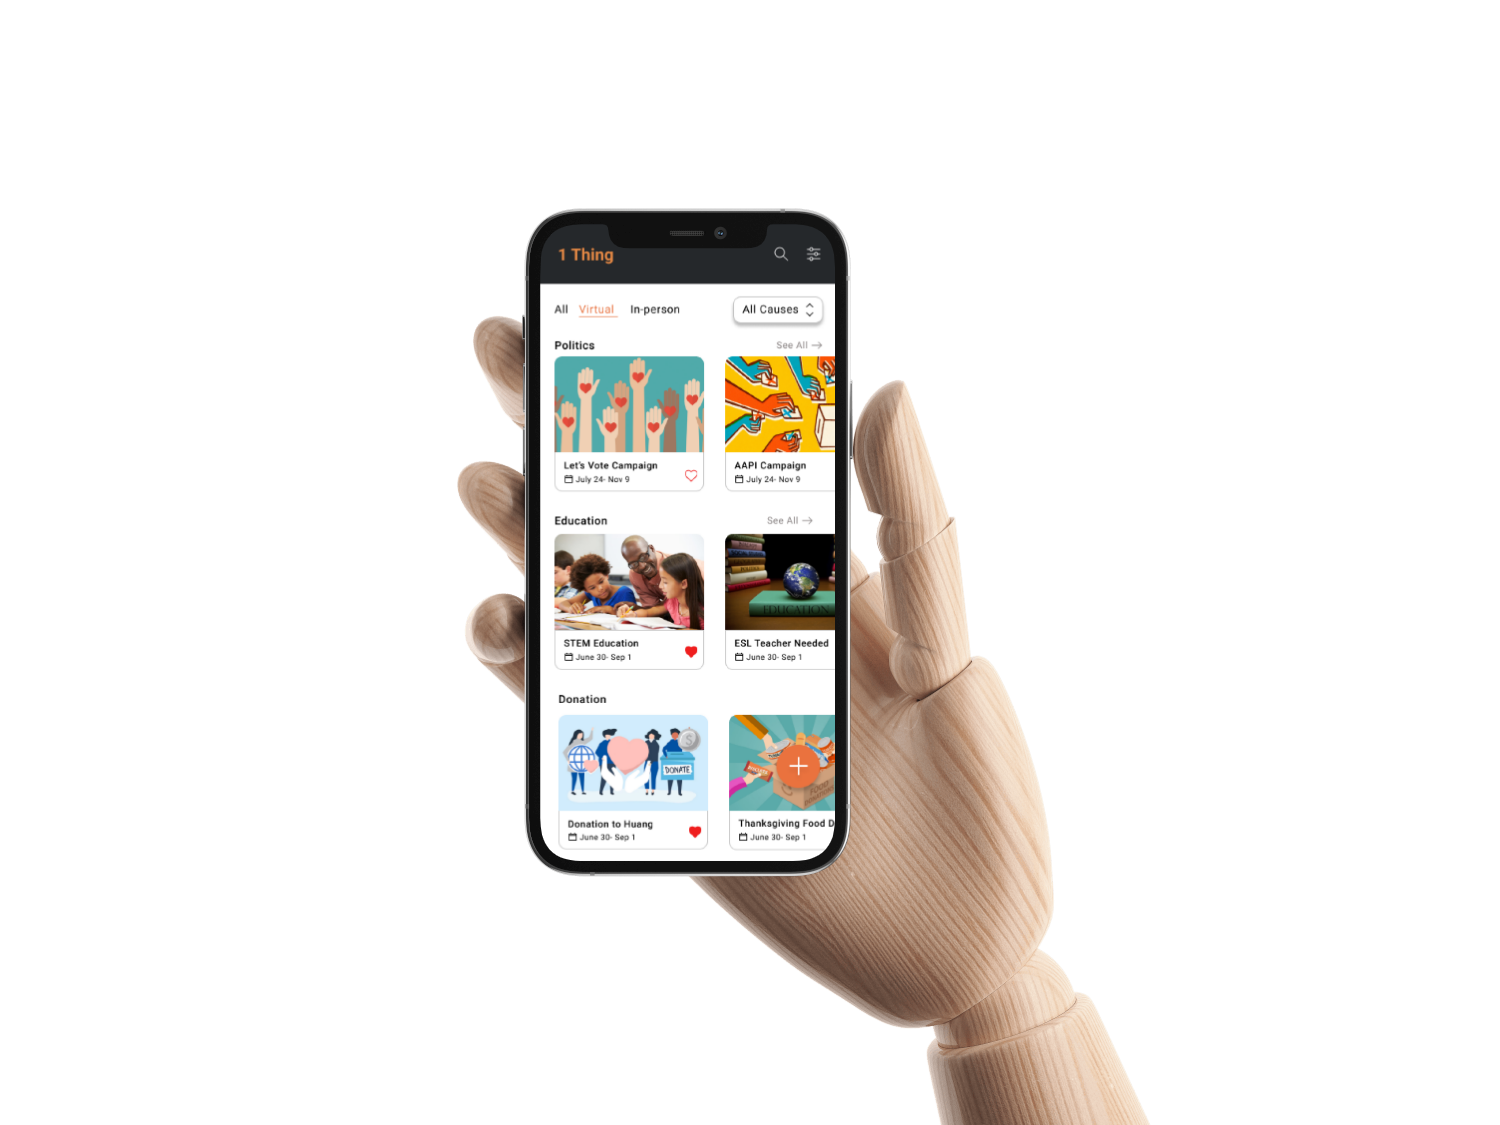 1 Thing
All Virtual In-person All Causes
Politics See All
Let's Vote Campaign
July 24- Nov 9
AAPI Campaign
July 24- Nov 9
Education See All
EDUCATION
STEM Education
June 30- Sep 1
ESL Teacher Needed
June 30- Sep 1
Donation
DONATE
FOOD
Donation to Huang
June 30- Sep 1
Thanksgiving Food D
June 30- Sep 1